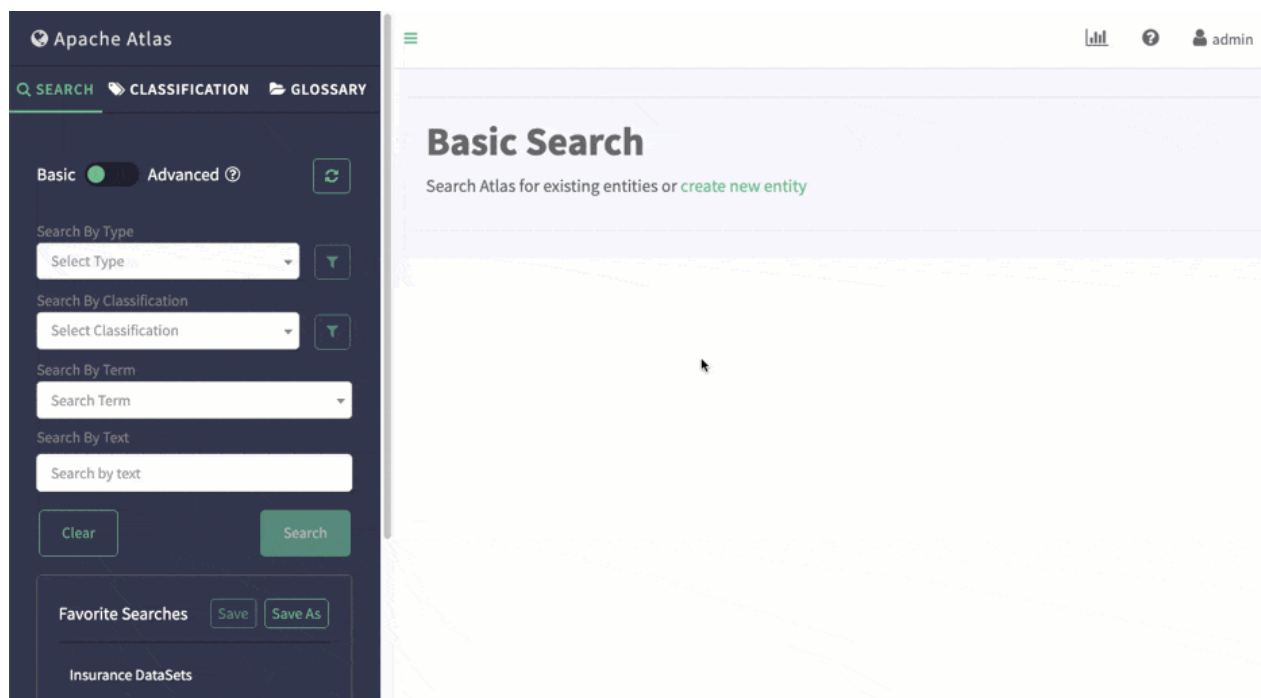 Apache Atlas
admin
SEARCH CLASSIFICATION GLOSSARY
Basic Advanced
Search By Type
Select Type
Search By Classification
Select Classification
Search By Term
Search Term
Search By Text
Search by text
Clear Search
Favorite Searches Save Save As
Insurance DataSets
Basic Search
Search Atlas for existing entities or create new entity